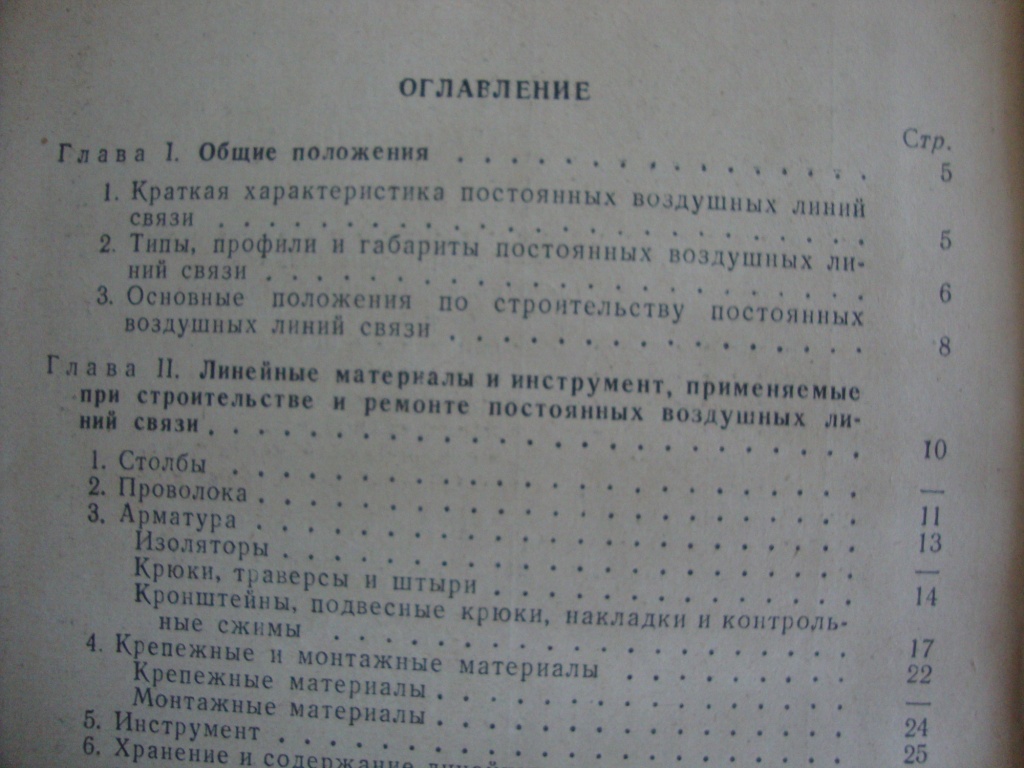 ОГЛАВЛЕНИЕ
Стр.
Глава I. Общие положения . . . . . . . . . . . . . . 5
1. Краткая характеристика постоянных воздушных линий
связи . . . . . . . . . . . . . . . . . . . . . . 5
2. Типы, профили и габариты постоянных воздушных ли-
ний связи . . . . . . . . . . . . . . . . . . . . 6
3. Основные положения по строительству постоянных
воздушных линий связи . . . . . . . . . . . . . . 8
Глава II. Линейные материалы и инструмент, применяемые
при строительстве и ремонте постоянных воздушных ли-
ний связи . . . . . . . . . . . . . . . . . . . . 10
1. Столбы . . . . . . . . . . . . . . . . . . . . —
2. Проволока . . . . . . . . . . . . . . . . . . . 11
3. Арматура . . . . . . . . . . . . . . . . . . . 13
Изоляторы . . . . . . . . . . . . . . . . . . . —
Крюки, траверсы и штыри . . . . . . . . . . . . . 14
Кронштейны, подвесные крюки, накладки и контроль-
ные сжимы . . . . . . . . . . . . . . . . . . . 17
4. Крепежные и монтажные материалы . . . . . . . . . 22
Крепежные материалы . . . . . . . . . . . . . . —
Монтажные материалы . . . . . . . . . . . . . . 24
5. Инструмент . . . . . . . . . . . . . . . . . . . 25
6. Хранение и содержание